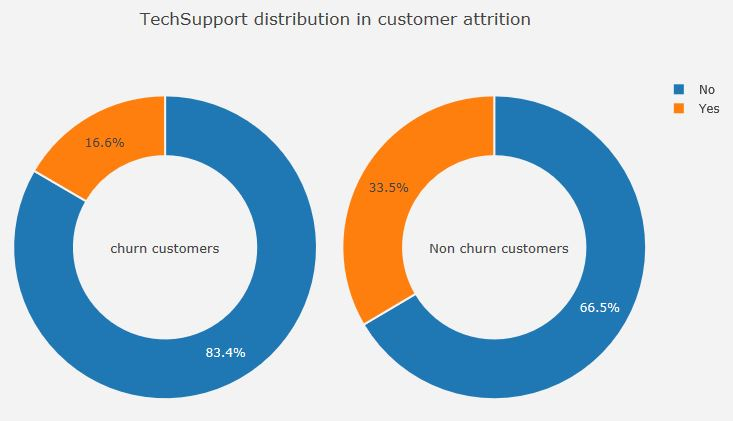 TechSupport distribution in customer attrition
No
Yes
16.6%
churn customers
83.4%
33.5%
Non churn customers
66.5%